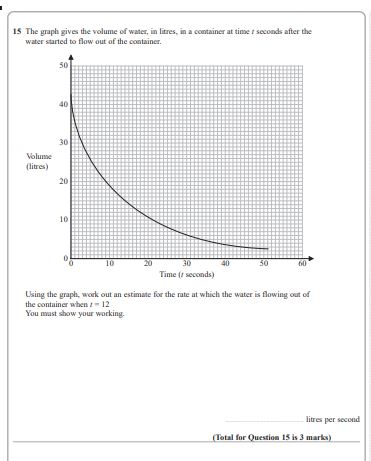 15 The graph gives the volume of water, in litres, in a container at time t seconds after the
water started to flow out of the container.
50
40
30
Volume
(litres)
20
10
0
0 10 20 30 40 50 60
Time (t seconds)
Using the graph, work out an estimate for the rate at which the water is flowing out of
the container when t = 12
You must show your working.
litres per second
(Total for Question 15 is 3 marks)